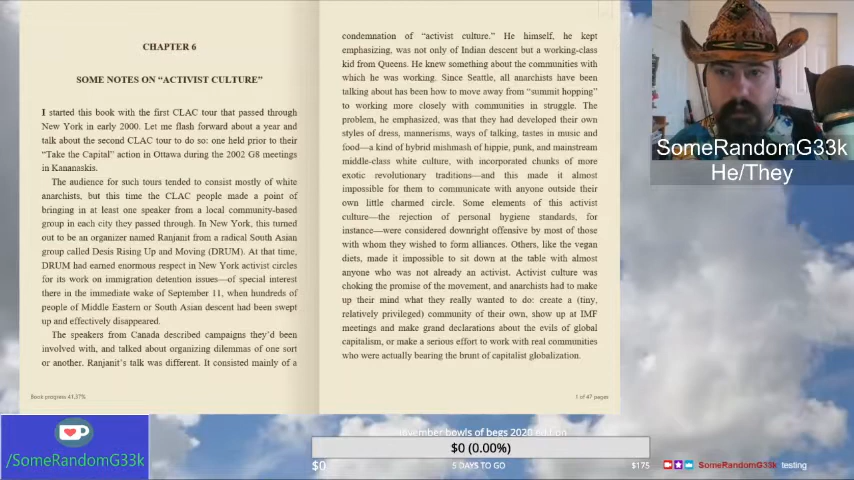 CHAPTER 6
SOME NOTES ON “ACTIVIST CULTURE”
I started this book with the first CLAC tour that passed through
New York in early 2000. Let me flash forward about a year and
talk about the second CLAC tour to do so: one held prior to their
“Take the Capital” action in Ottawa during the 2002 G8 meetings
in Kananaskis.
The audience for such tours tended to consist mostly of white
anarchists, but this time the CLAC people made a point of
bringing in at least one speaker from a local community-based
group in each city they passed through. In New York, this turned
out to be an organizer named Ranjanit from a radical South Asian
group called Desis Rising Up and Moving (DRUM). At that time,
DRUM had earned enormous respect in New York activist circles
for its work on immigration detention issues—of special interest
there in the immediate wake of September 11, when hundreds of
people of Middle Eastern or South Asian descent had been swept
up and effectively disappeared.
The speakers from Canada described campaigns they’d been
involved with, and talked about organizing dilemmas of one sort
or another. Ranjanit’s talk was different. It consisted mainly of a
Book progress 41.37%
condemnation of “activist culture.” He himself, he kept
emphasizing, was not only of Indian descent but a working-class
kid from Queens. He knew something about the communities with
which he was working. Since Seattle, all anarchists have been
talking about has been how to move away from “summit hopping”
to working more closely with communities in struggle. The
problem, he emphasized, was that they had developed their own
styles of dress, mannerisms, ways of talking, tastes in music and
food—a kind of hybrid mishmash of hippie, punk, and mainstream
middle-class white culture, with incorporated chunks of more
exotic revolutionary traditions—and this made it almost
impossible for them to communicate with anyone outside their
own little charmed circle. Some elements of this activist
culture—the rejection of personal hygiene standards, for
instance—were considered downright offensive by most of those
with whom they wished to form alliances. Others, like the vegan
diets, made it impossible to sit down at the table with almost
anyone who was not already an activist. Activist culture was
choking the promise of the movement, and anarchists had to make
up their mind what they really wanted to do: create a (tiny,
relatively privileged) community of their own, show up at IMF
meetings and make grand declarations about the evils of global
capitalism, or make a serious effort to work with real communities
who were actually bearing the brunt of capitalist globalization.
1 of 47 pages
SomeRandomG33k
He/They
/SomeRandomG33k
bowls of begs 2020
$0 (0.00%)
$0
5 DAYS TO GO
$175
SomeRandomG33k testing